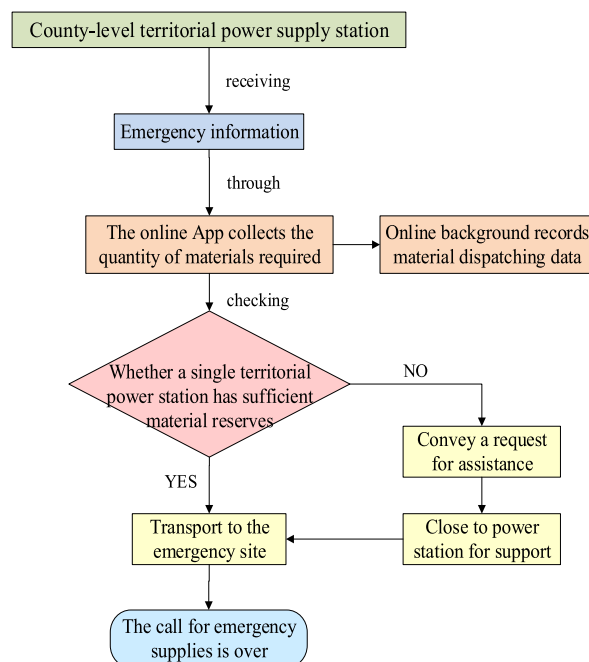 County-level territorial power supply station
receiving
Emergency information
through
The online App collects the
quantity of materials required
Online background records
material dispatching data
checking
Whether a single territorial
power station has sufficient
material reserves
NO
Convey a request
for assistance
YES
Transport to the
emergency site
Close to power
station for support
The call for emergency
supplies is over